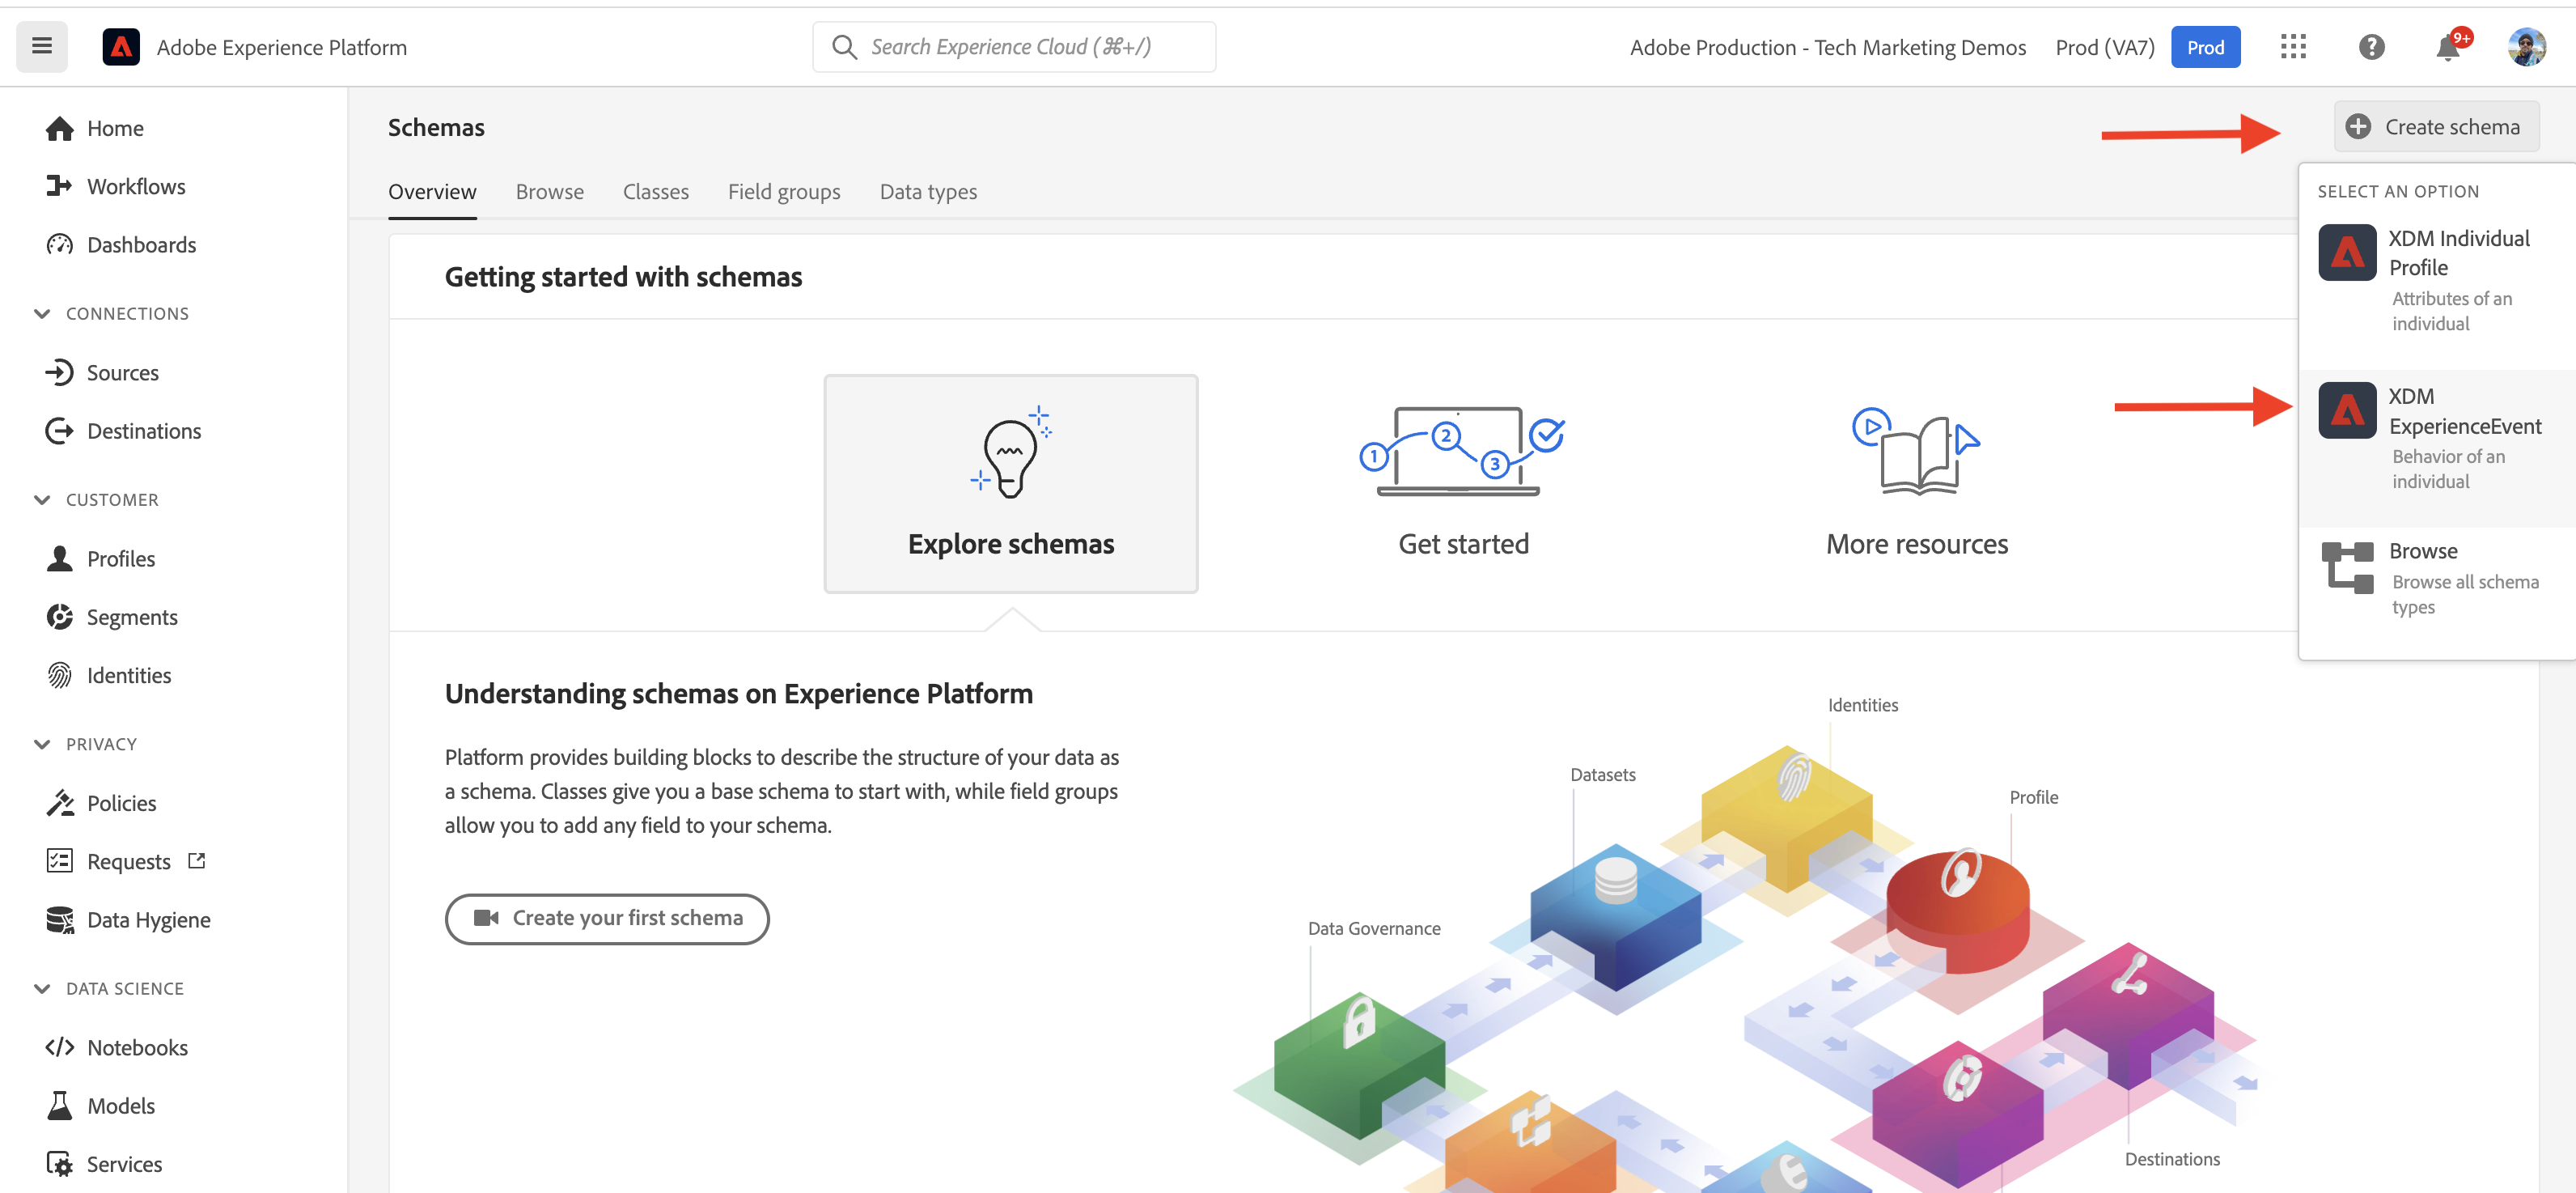 Adobe Experience Platform
Search Experience Cloud (⌘+/)
Adobe Production - Tech Marketing Demos
Prod (VA7)
Prod
9+
Home
Workflows
Dashboards
CONNECTIONS
Sources
Destinations
CUSTOMER
Profiles
Segments
Identities
PRIVACY
Policies
Requests
Data Hygiene
DATA SCIENCE
Notebooks
Models
Services
Schemas
Create schema
Overview
Browse
Classes
Field groups
Data types
SELECT AN OPTION
XDM Individual
Profile
Attributes of an
individual
XDM
ExperienceEvent
Behavior of an
individual
Browse
Browse all schema
types
Getting started with schemas
1
2
3
Explore schemas
Get started
More resources
Understanding schemas on Experience Platform
Platform provides building blocks to describe the structure of your data as
a schema. Classes give you a base schema to start with, while field groups
allow you to add any field to your schema.
Create your first schema
Identities
Datasets
Profile
Data Governance
Destinations